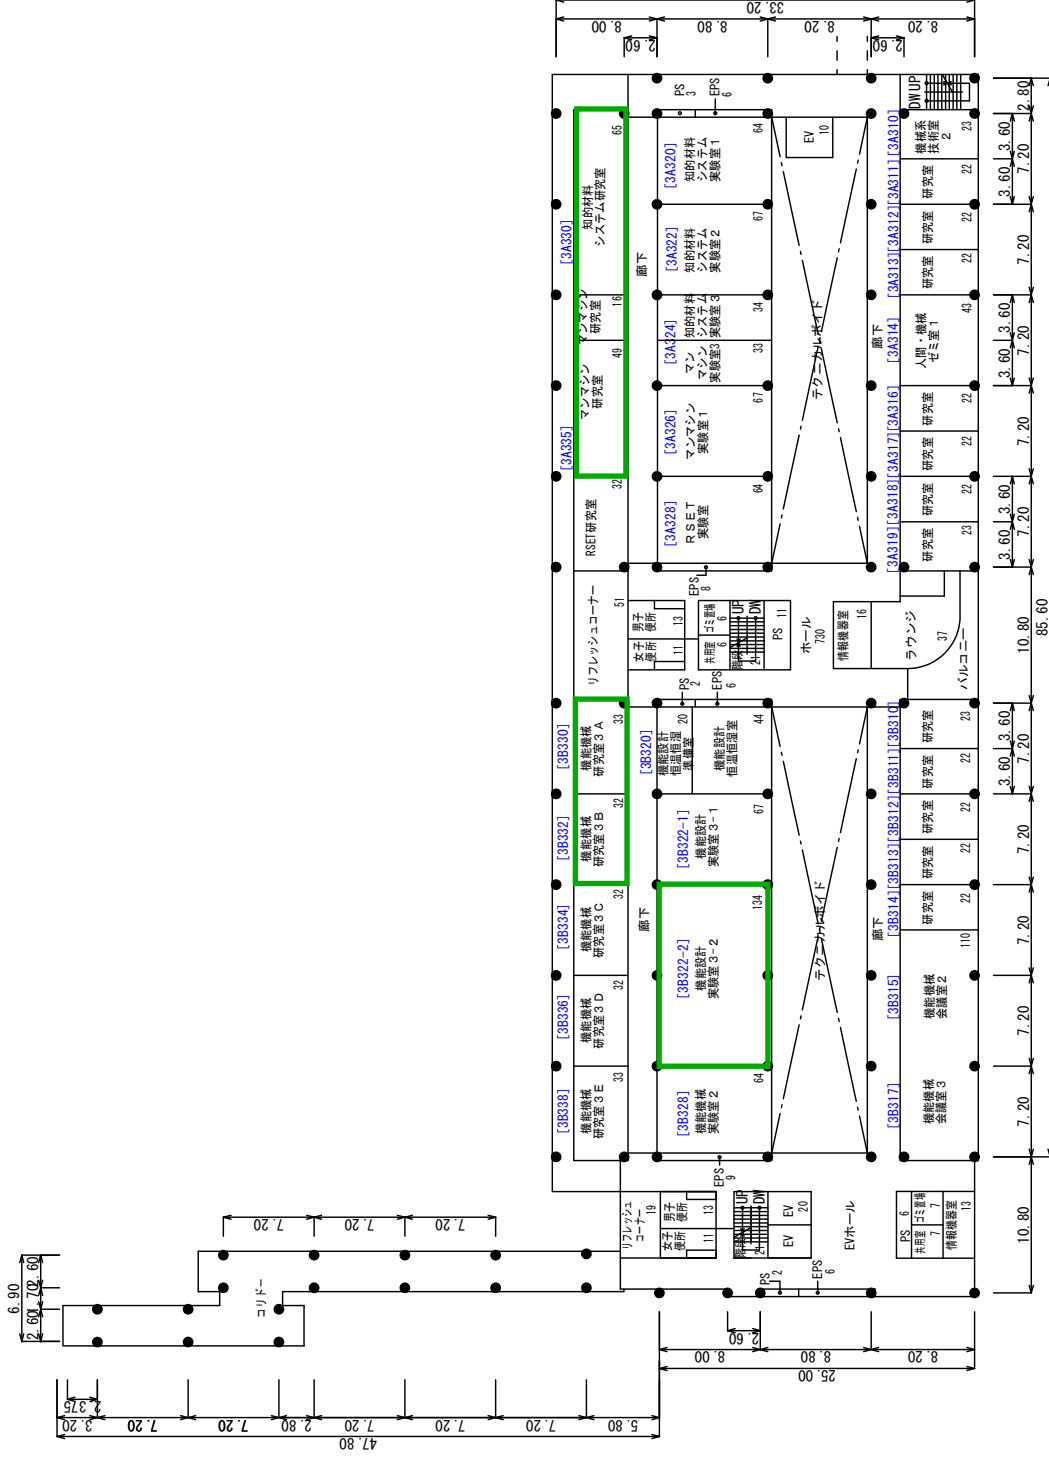 33.20
8.00
8.80
8.20
8.20
2.60
2.60
PS
3
EPS
6
DW UP
2.80
65
知的材料
システム研究室
[3A330]
[3A320]
知的材料
システム
実験室1
64
EV
10
[3A310]
機械系
技術室
2
23
3.60
7.20
[3A311]
研究室
22
3.60
[3A322]
知的材料
システム
実験室2
67
[3A312]
研究室
22
[3A313]
研究室
22
7.20
廊下
16
マンマシン
研究室
[3A324]
知的材料
システム
実験室3
34
マン
マシン
実験室3
33
テクニカルボイド
廊下
[3A314]
人間・機械
ゼミ室1
43
3.60
3.60
7.20
49
マンマシン
研究室
[3A335]
[3A326]
マンマシン
実験室1
67
[3A316]
研究室
22
[3A317]
研究室
22
7.20
32
RSET研究室
[3A328]
RSET
実験室
64
[3A318]
研究室
22
3.60
[3A319]
研究室
23
3.60
7.20
EPS
8
リフレッシュコーナー
51
男子
便所
13
女子
便所
11
ゴミ置場
6
共用室
6
UP
DW
21
PS
11
ホール
730
情報機器室
16
ラウンジ
37
バルコニー
10.80
85.60
PS
2
EPS
6
[3B330]
機能機械
研究室3A
33
[3B320]
機能設計
恒温恒湿
準備室
20
機能設計
恒温恒湿室
44
[3B310]
研究室
23
3.60
[3B311]
研究室
22
3.60
7.20
[3B332]
機能機械
研究室3B
32
[3B322-1]
機能設計
実験室3-1
67
[3B312]
研究室
22
[3B313]
研究室
22
7.20
[3B334]
機能機械
研究室3C
32
廊下
[3B322-2]
機能設計
実験室3-2
134
テクニカルボイド
廊下
[3B314]
研究室
22
7.20
[3B336]
機能機械
研究室3D
32
[3B315]
機能機械
会議室2
110
7.20
[3B338]
機能機械
研究室3E
33
[3B328]
機能機械
実験室2
64
[3B317]
機能機械
会議室3
7.20
EPS
9
リフレッシュ
コーナー
19
男子
便所
13
女子
便所
11
UP
DW
21
EV
20
EV
EVホール
PS
6
ゴミ置場
7
共用室
7
情報機器室
13
10.80
PS
2
EPS
6
コリドー
7.20
7.20
7.20
6.90
2.60
1.70
2.60
2.60
8.00
8.80
8.20
25.00
2.375
3.20
7.20
7.20
2.80
7.20
7.20
7.20
5.80
47.80